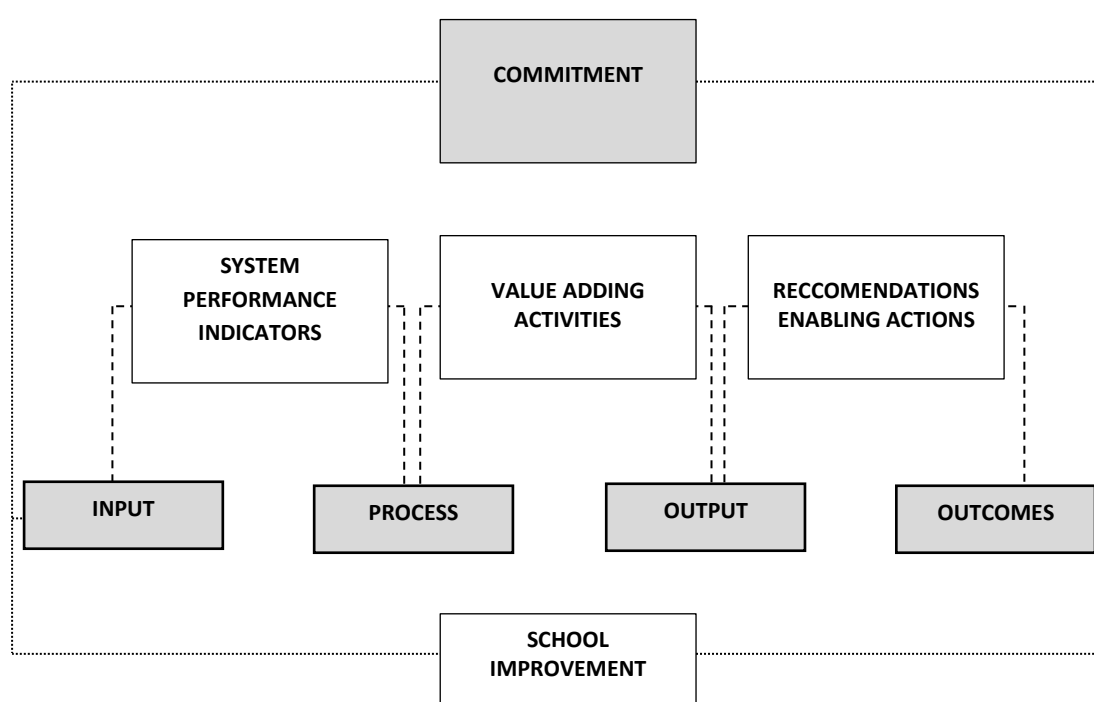 COMMITMENT
SYSTEM
PERFORMANCE
INDICATORS
VALUE ADDING
ACTIVITIES
RECCOMENDATIONS
ENABLING ACTIONS
INPUT
PROCESS
OUTPUT
OUTCOMES
SCHOOL
IMPROVEMENT